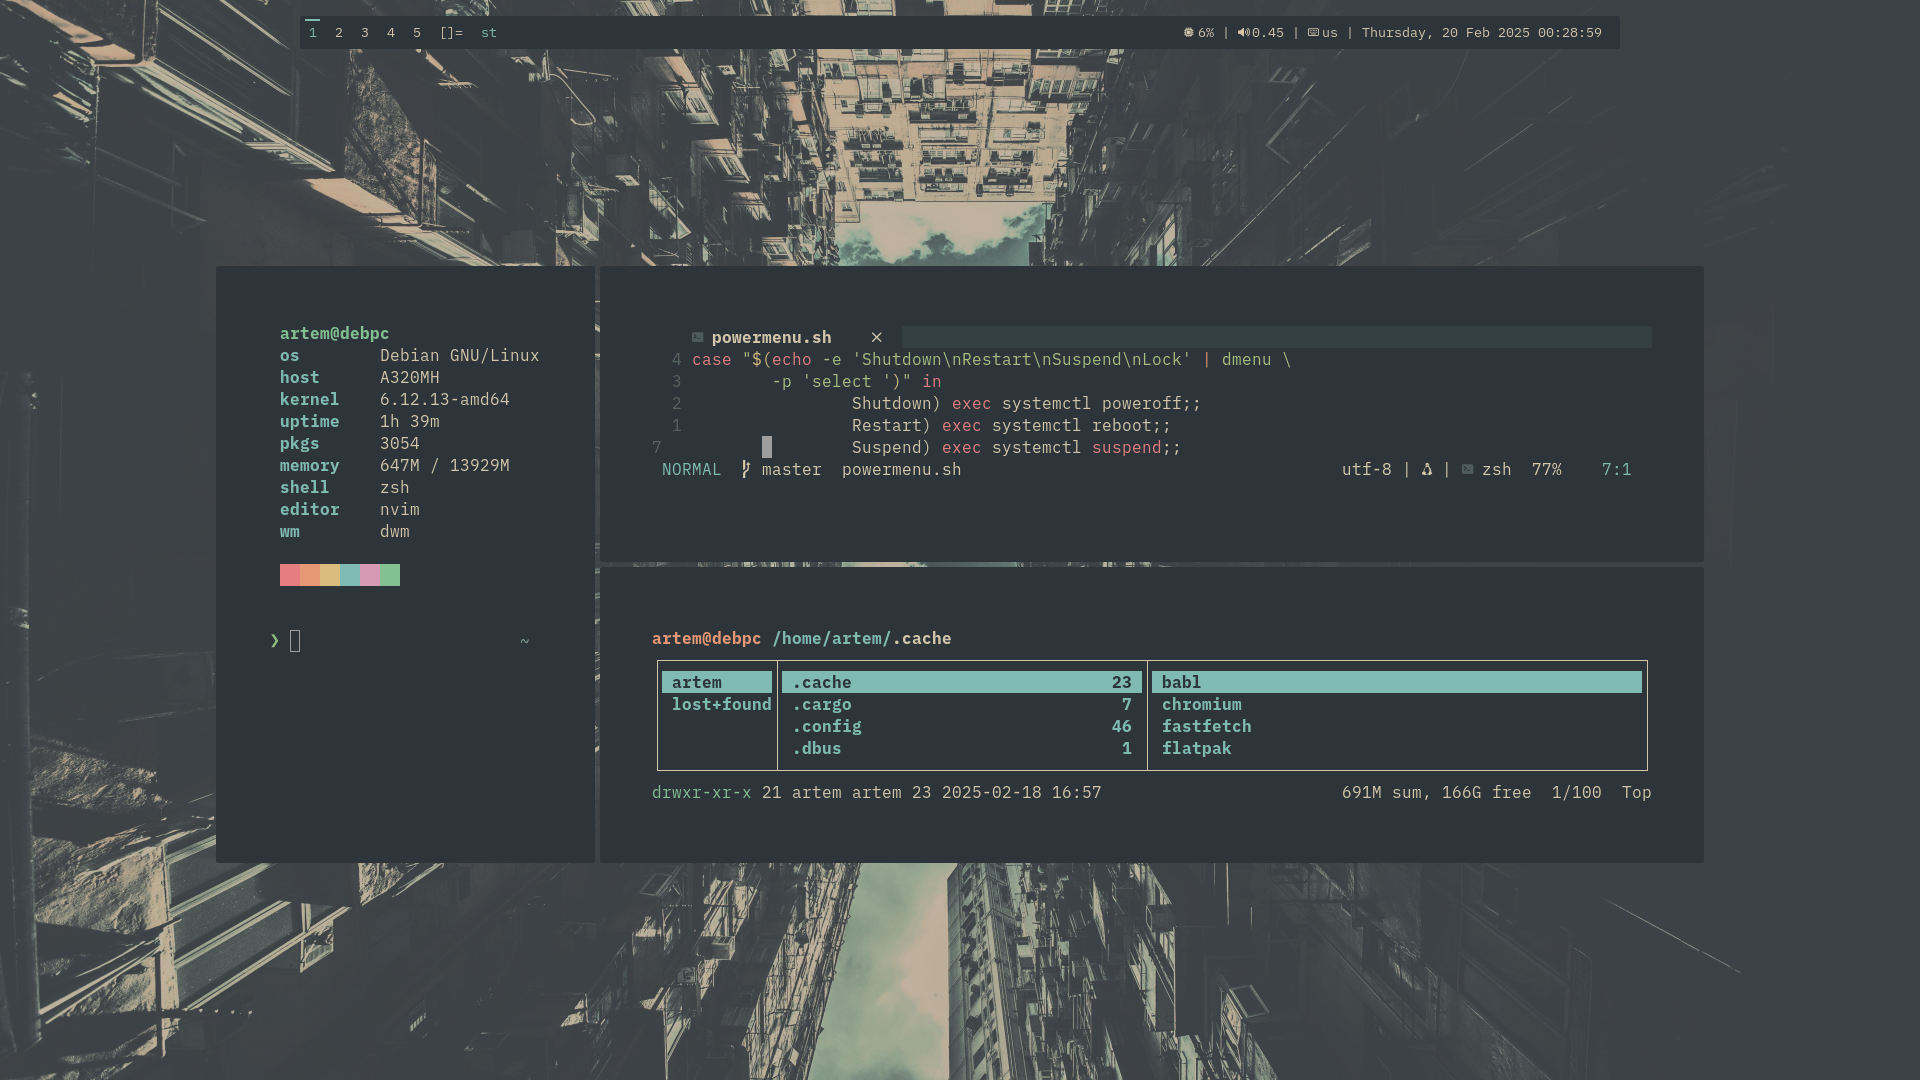 1 2 3 4 5 []= st
6% | 0.45 | us | Thursday, 20 Feb 2025 00:28:59
artem@debpc
os Debian GNU/Linux
host A320MH
kernel 6.12.13-amd64
uptime 1h 39m
pkgs 3054
memory 647M / 13929M
shell zsh
editor nvim
wm dwm
❯ ~
powermenu.sh ×
4 case "$(echo -e 'Shutdown\nRestart\nSuspend\nLock' | dmenu \
3 -p 'select ')" in
2 Shutdown) exec systemctl poweroff;;
1 Restart) exec systemctl reboot;;
7 Suspend) exec systemctl suspend;;
NORMAL master powermenu.sh utf-8 | | zsh 77% 7:1
artem@debpc /home/artem/.cache
artem .cache 23 babl
lost+found .cargo 7 chromium
.config 46 fastfetch
.dbus 1 flatpak
drwxr-xr-x 21 artem artem 23 2025-02-18 16:57 691M sum, 166G free 1/100 Top